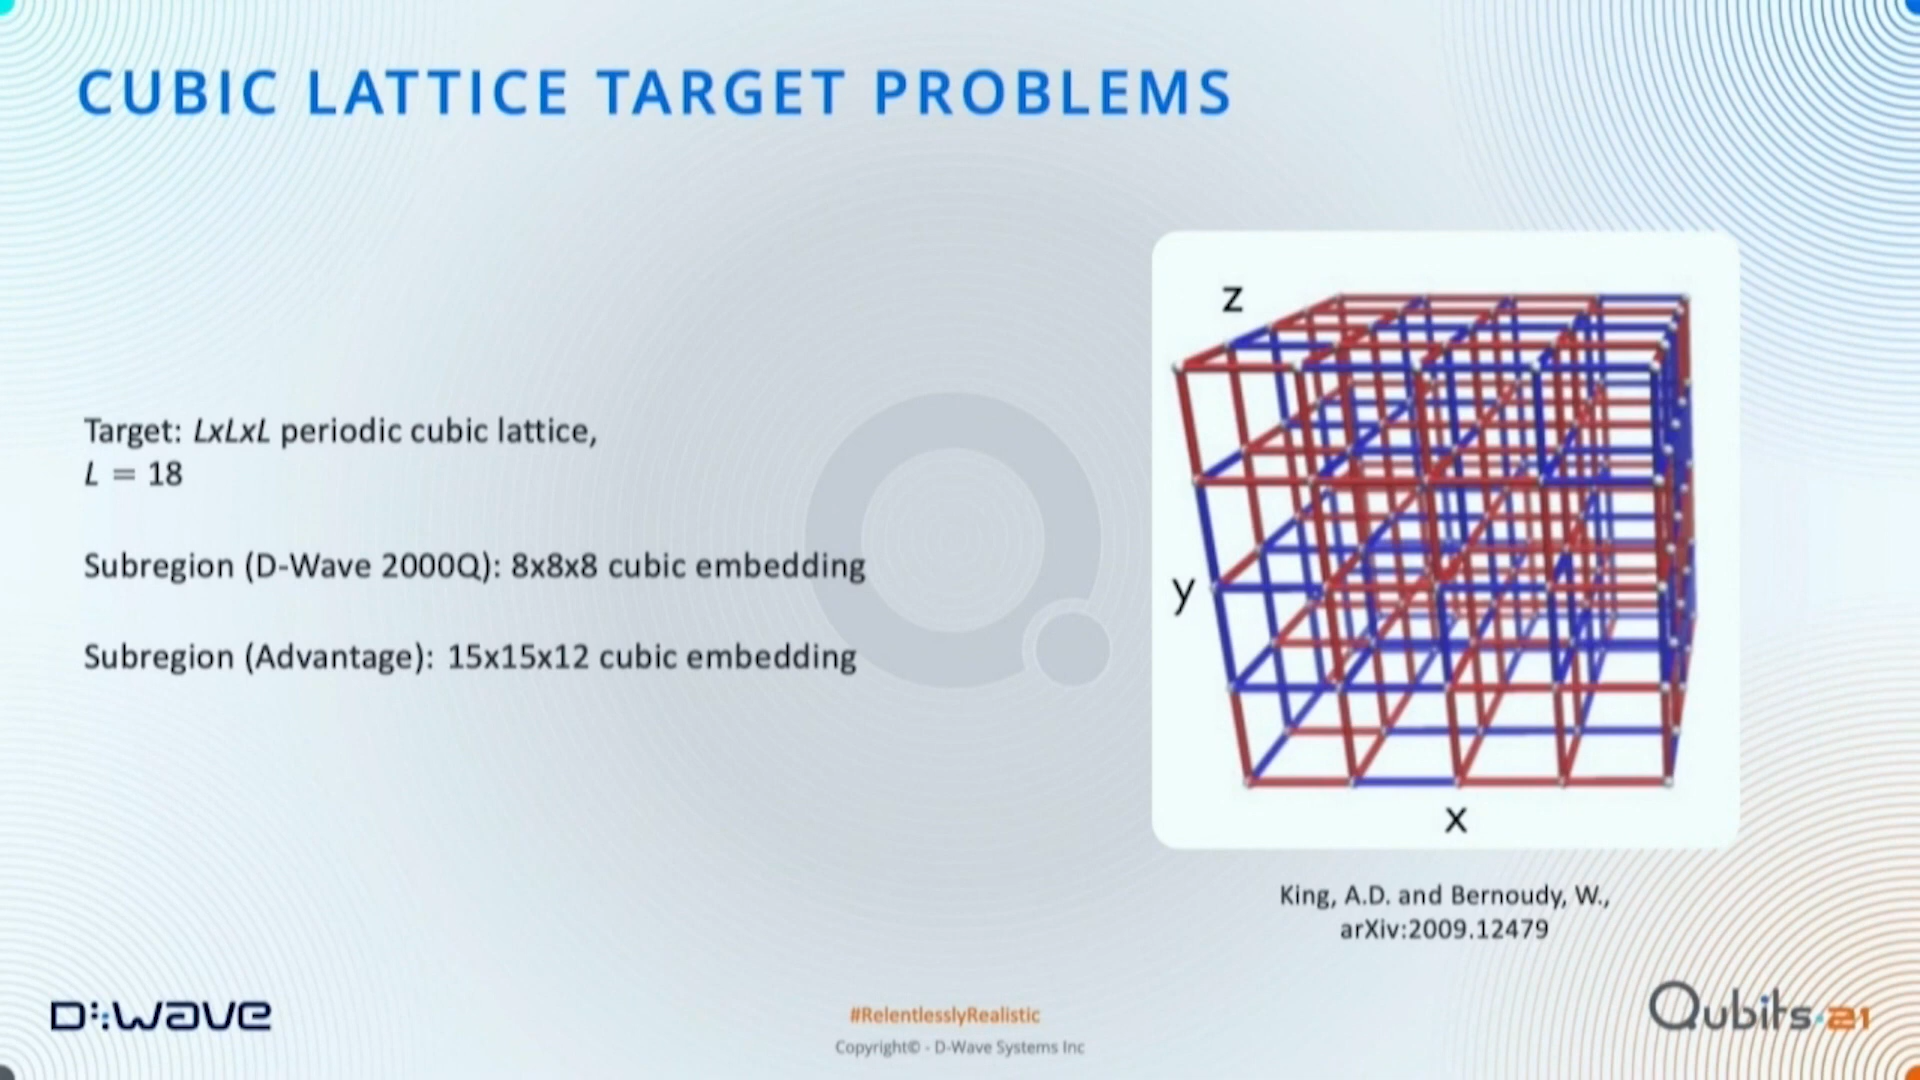 CUBIC LATTICE TARGET PROBLEMS
Target: LxLxL periodic cubic lattice,
L = 18
Subregion (D-Wave 2000Q): 8x8x8 cubic embedding
Subregion (Advantage): 15x15x12 cubic embedding
z
y
x
King, A.D. and Bernoudy, W.,
arXiv:2009.12479
D:Wave
#RelentlesslyRealistic
Copyright© - D-Wave Systems Inc
Qubits·21